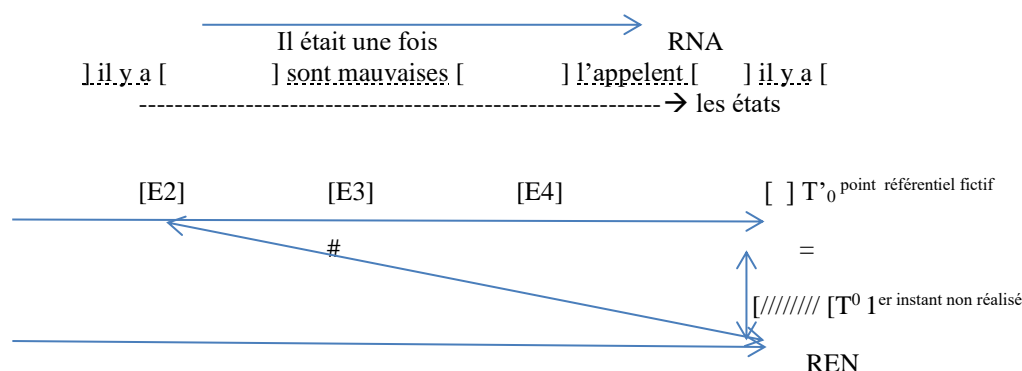 Il était une fois RNA
] il y a [ ] sont mauvaises [ ] l’appelent [ ] il y a [
--------------------------------------------------------→ les états
[E2] [E3] [E4] [ ] T’0 point référentiel fictif
# =
[//////// [T0 1er instant non réalisé
REN